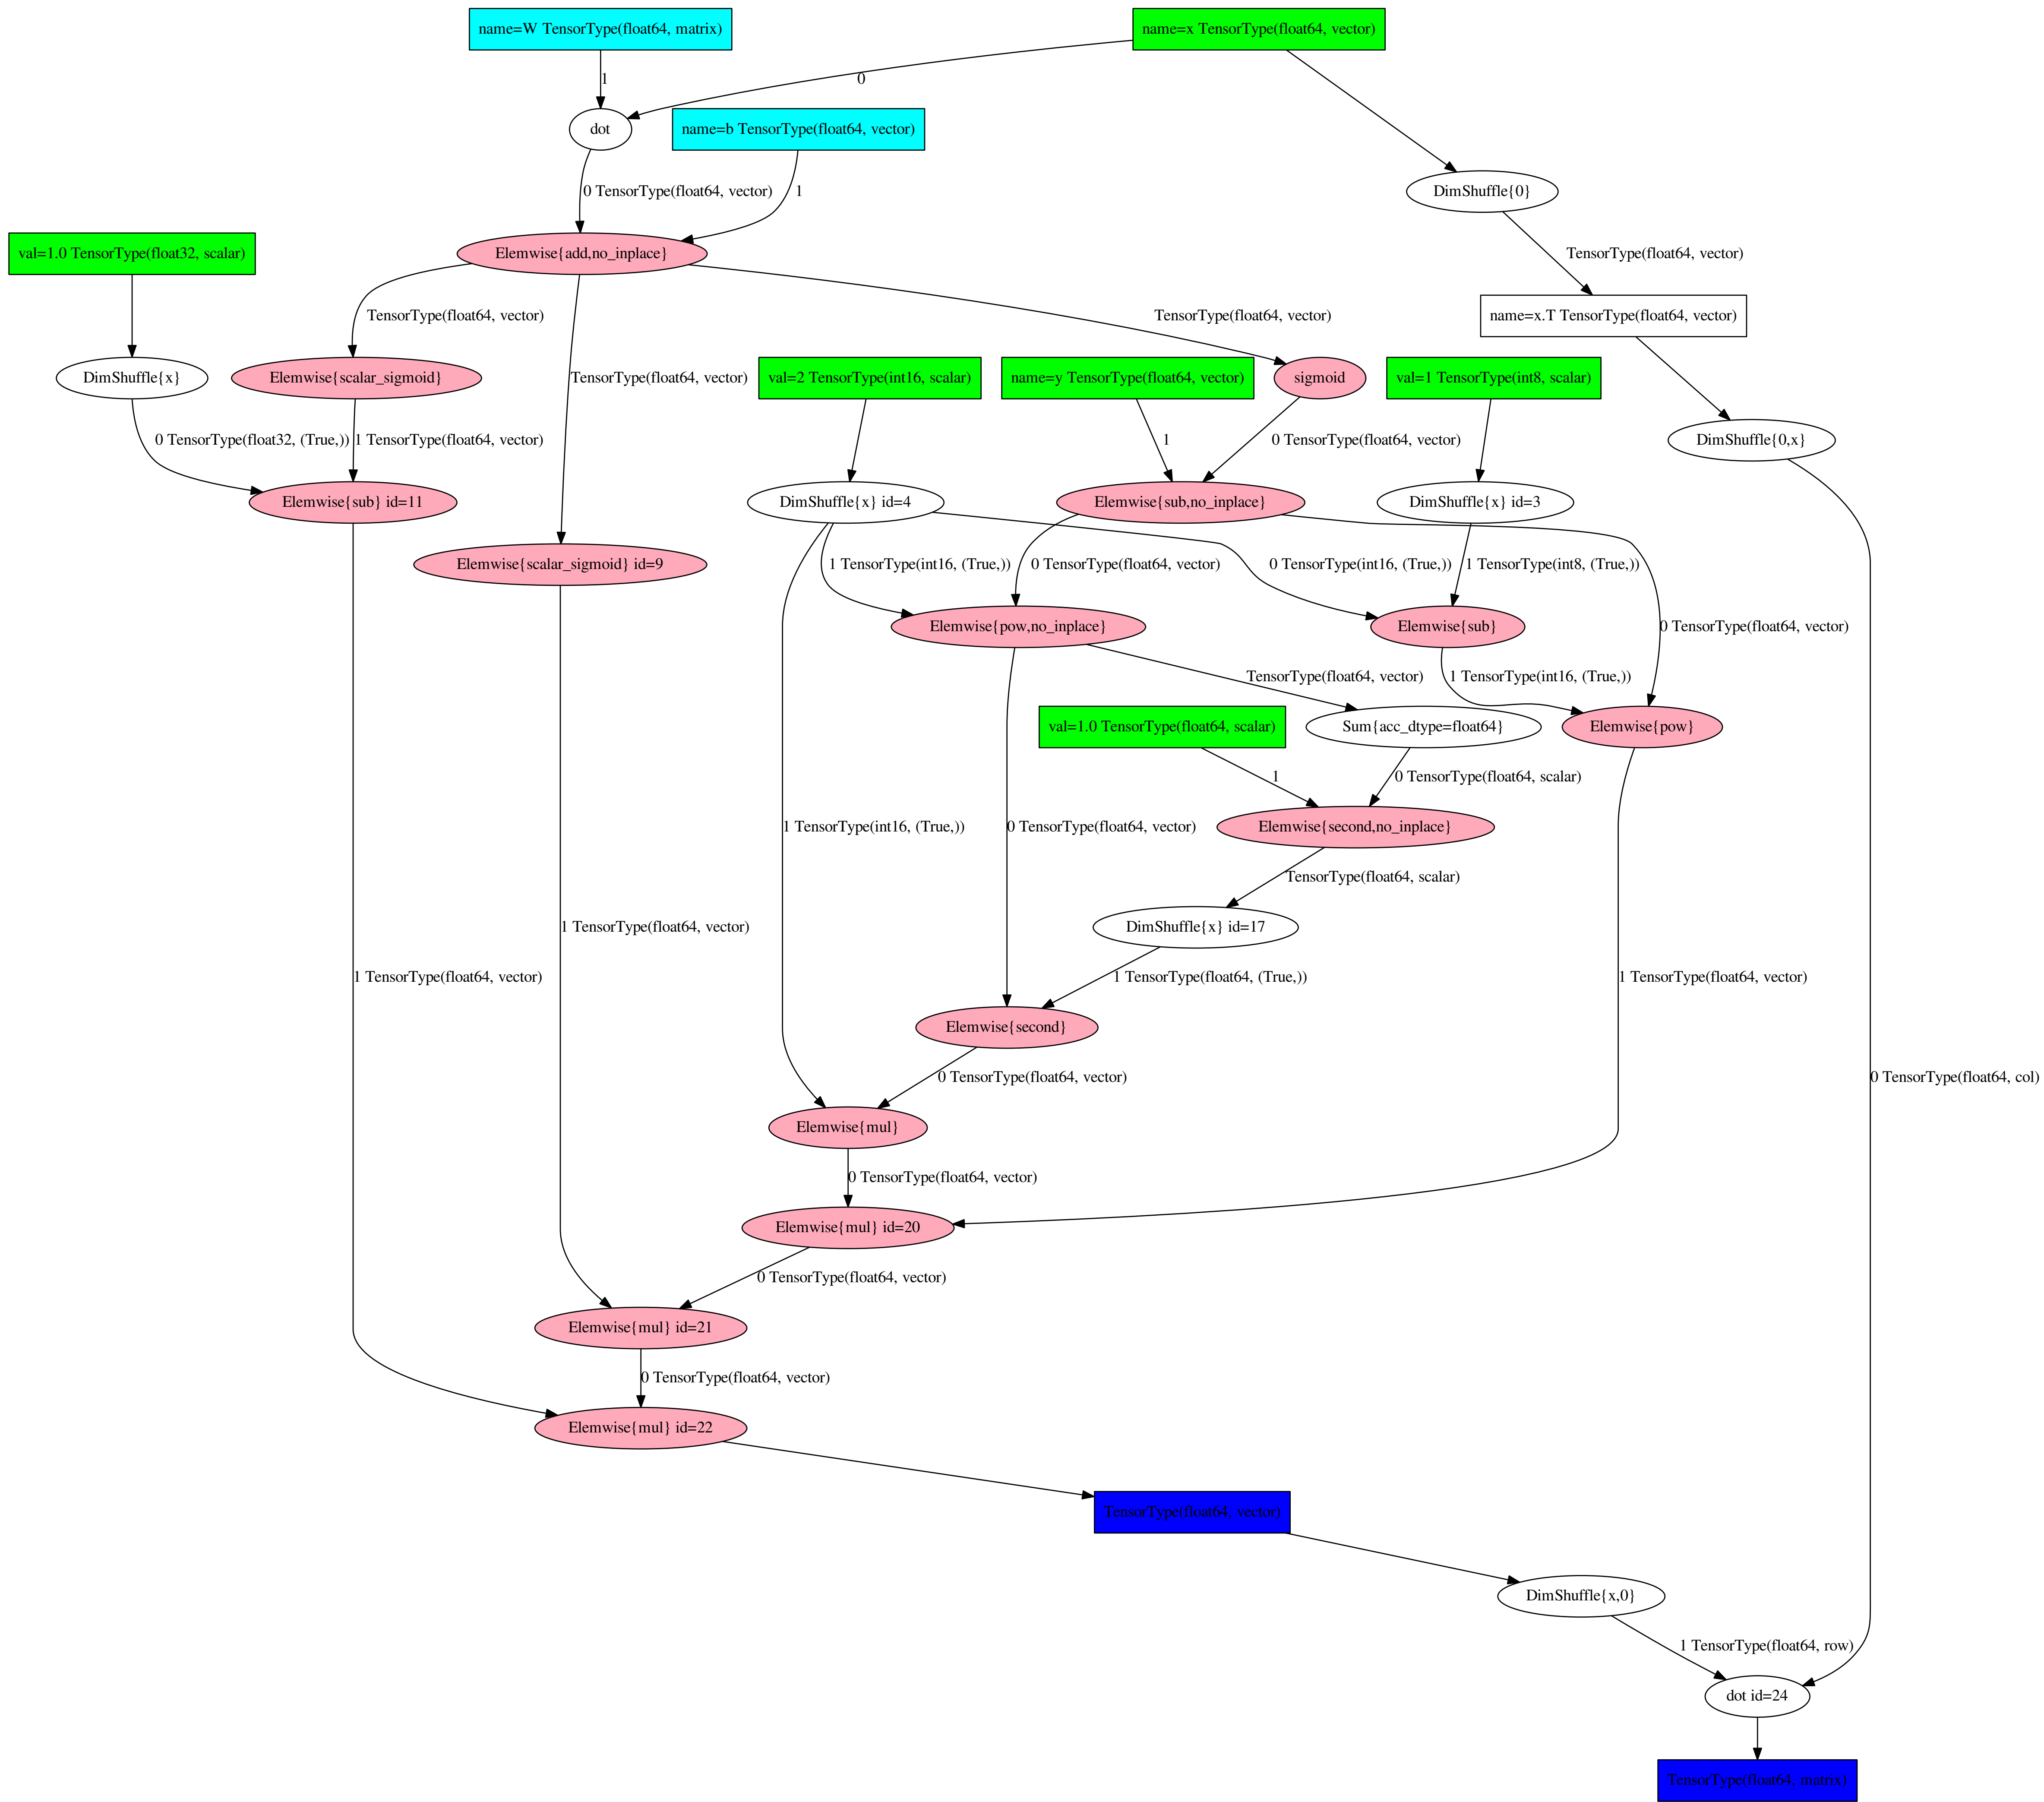 name=W TensorType(float64, matrix)
name=x TensorType(float64, vector)
1
0
dot
name=b TensorType(float64, vector)
0 TensorType(float64, vector)
1
DimShuffle{0}
val=1.0 TensorType(float32, scalar)
Elemwise{add,no_inplace}
TensorType(float64, vector)
TensorType(float64, vector)
TensorType(float64, vector)
name=x.T TensorType(float64, vector)
DimShuffle{x}
Elemwise{scalar_sigmoid}
TensorType(float64, vector)
val=2 TensorType(int16, scalar)
name=y TensorType(float64, vector)
sigmoid
val=1 TensorType(int8, scalar)
0 TensorType(float32, (True,))
1 TensorType(float64, vector)
1
0 TensorType(float64, vector)
DimShuffle{0,x}
Elemwise{sub} id=11
DimShuffle{x} id=4
Elemwise{sub,no_inplace}
DimShuffle{x} id=3
Elemwise{scalar_sigmoid} id=9
1 TensorType(int16, (True,))
0 TensorType(float64, vector)
0 TensorType(int16, (True,))
1 TensorType(int8, (True,))
Elemwise{pow,no_inplace}
Elemwise{sub}
0 TensorType(float64, vector)
TensorType(float64, vector)
1 TensorType(int16, (True,))
val=1.0 TensorType(float64, scalar)
Sum{acc_dtype=float64}
Elemwise{pow}
1
0 TensorType(float64, scalar)
1 TensorType(int16, (True,))
0 TensorType(float64, vector)
Elemwise{second,no_inplace}
TensorType(float64, scalar)
1 TensorType(float64, vector)
DimShuffle{x} id=17
1 TensorType(float64, vector)
1 TensorType(float64, (True,))
1 TensorType(float64, vector)
Elemwise{second}
0 TensorType(float64, vector)
0 TensorType(float64, col)
Elemwise{mul}
0 TensorType(float64, vector)
Elemwise{mul} id=20
0 TensorType(float64, vector)
Elemwise{mul} id=21
0 TensorType(float64, vector)
Elemwise{mul} id=22
TensorType(float64, vector)
DimShuffle{x,0}
1 TensorType(float64, row)
dot id=24
TensorType(float64, matrix)